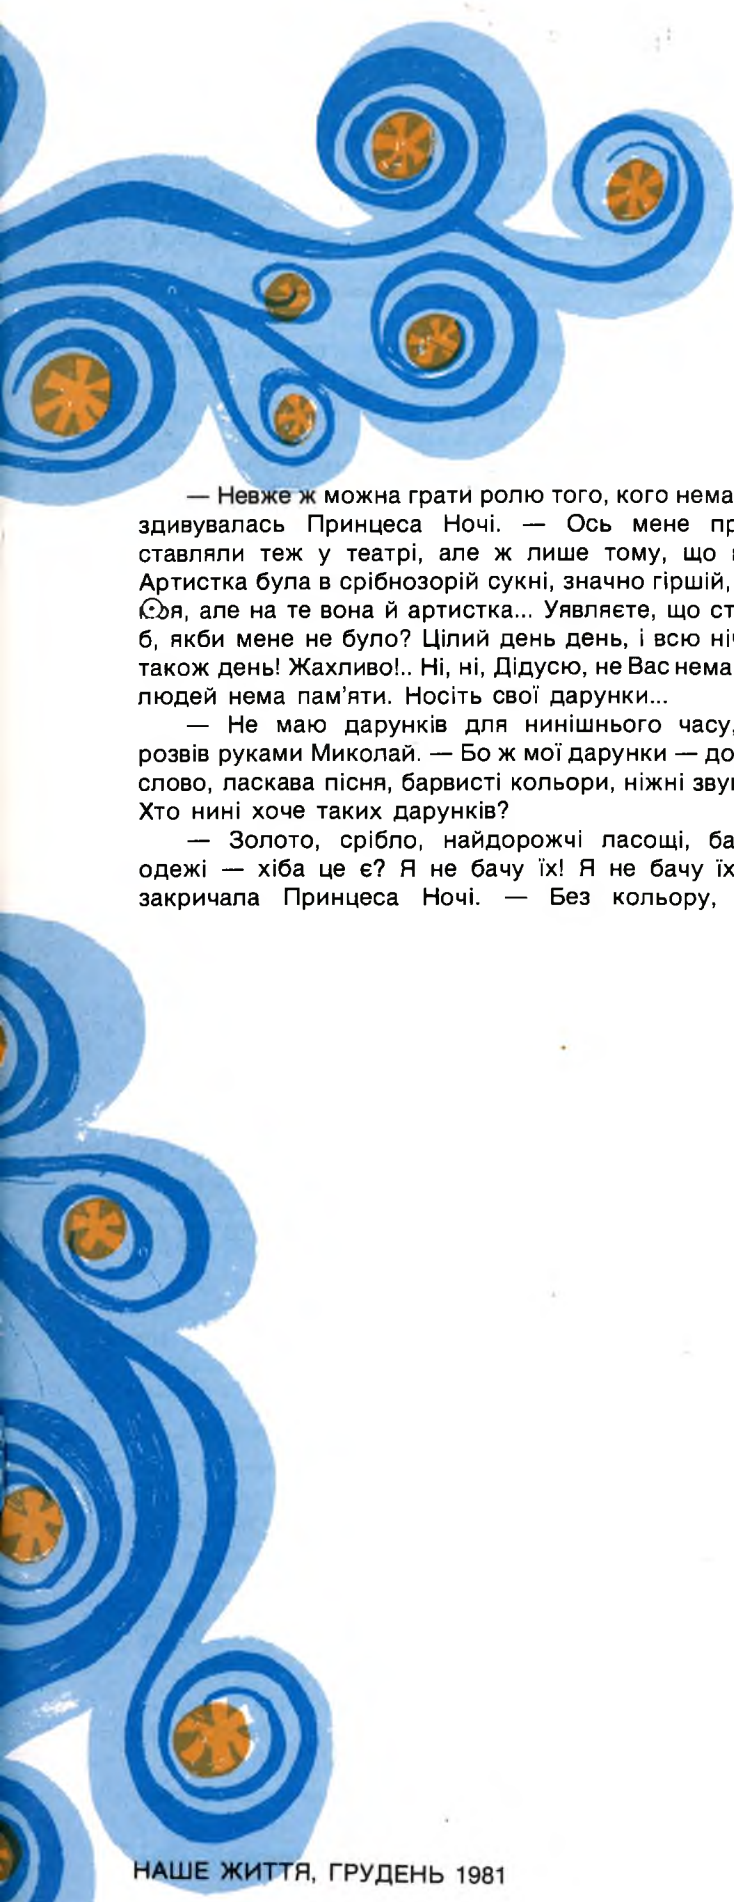 — Невже ж можна грати ролю того, кого нема
здивувалась Принцеса Ночі. — Ось мене пр
ставляли теж у театрі, але ж лише тому, що
Артистка була в срібнозорій сукні, значно гіршій,
але на те вона й артистка... Уявляєте, що ст
б, якби мене не було? Цілий день день, і всю ніч
також день! Жахливо!.. Ні, ні, Дідусю, не Вас нема
людей нема пам'яти. Носіть свої дарунки...
— Не маю дарунків для нинішнього часу,
розвів руками Миколай. — Бо ж мої дарунки — до
слово, ласкава пісня, барвисті кольори, ніжні зву
Хто нині хоче таких дарунків?
— Золото, срібло, найдорожчі ласощі, ба
одежі — хіба це є? Я не бачу їх! Я не бачу їх
закричала Принцеса Ночі. — Без кольору,
НАШЕ ЖИТТЯ, ГРУДЕНЬ 1981